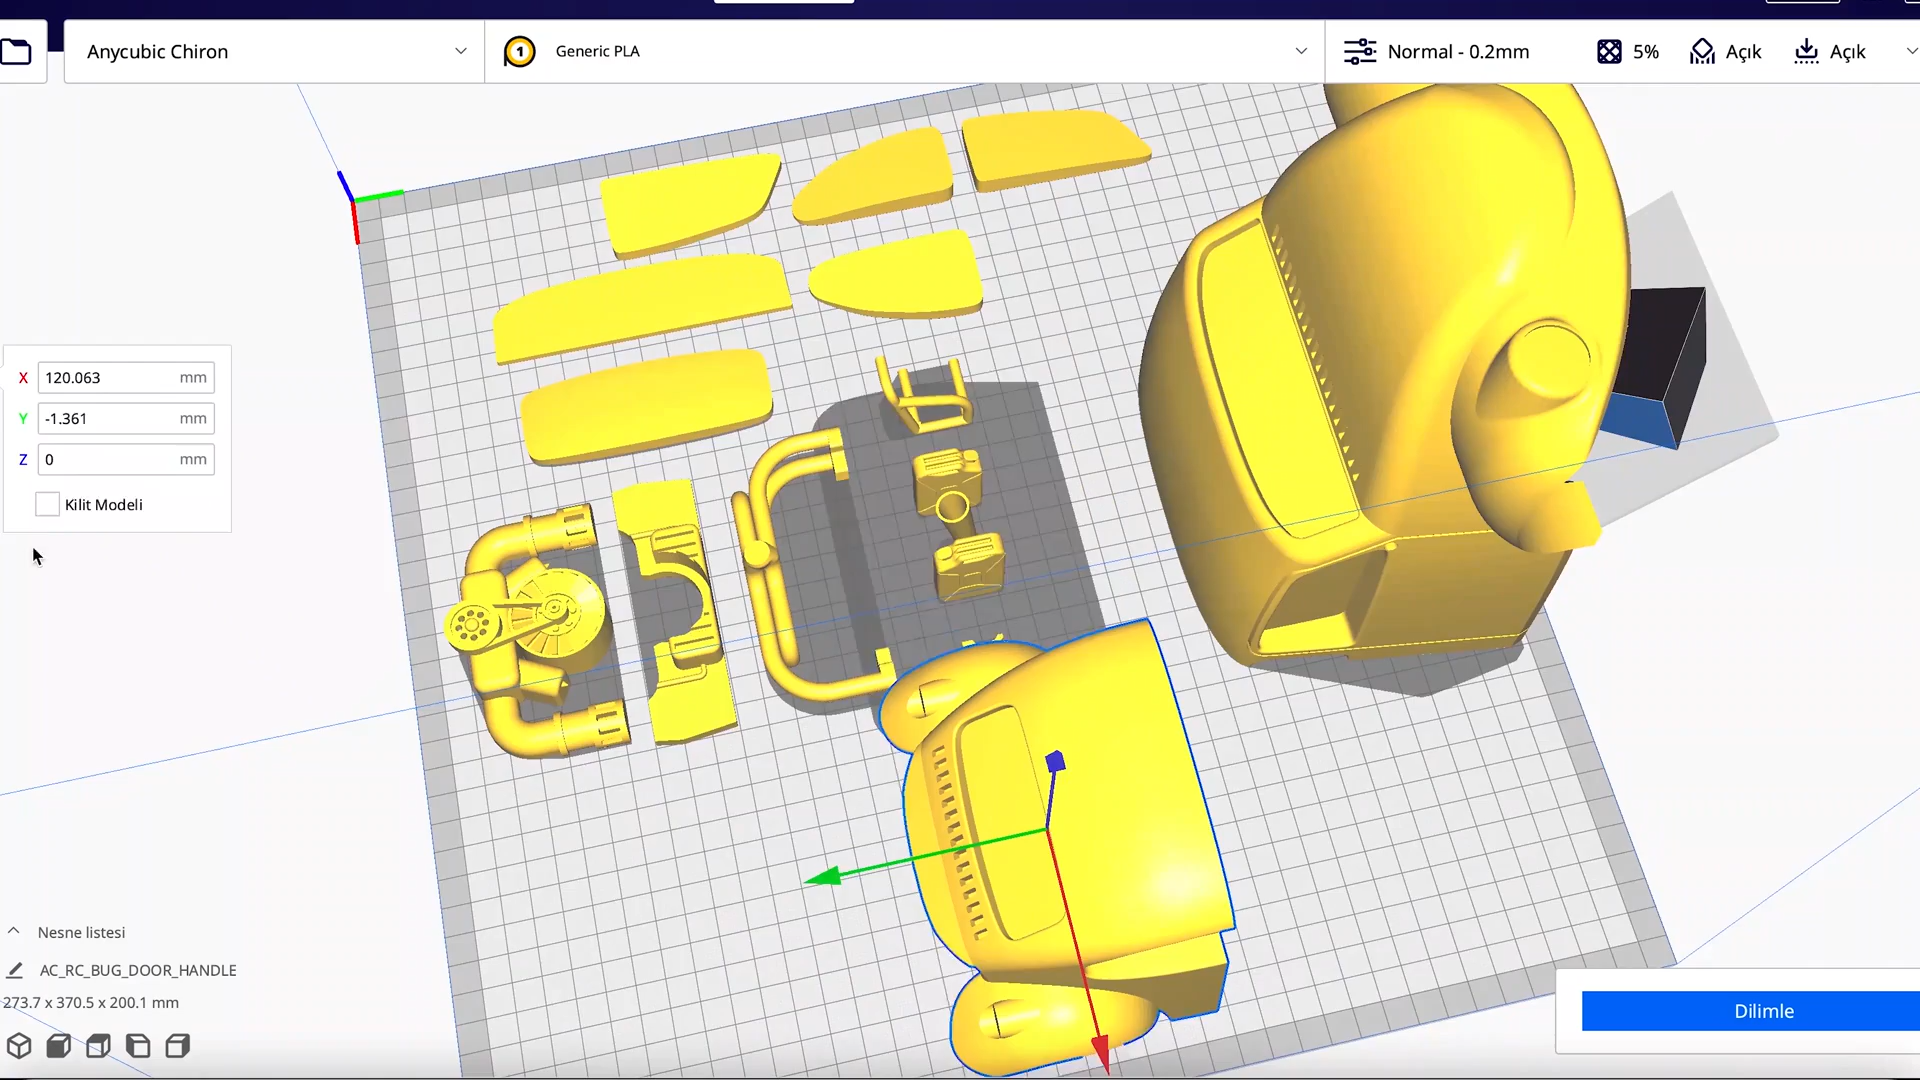 Anycubic Chiron
1
Generic PLA
Normal - 0.2mm
5%
Açık
Açık
X 120.063 mm
Y -1.361 mm
Z 0 mm
Kilit Modeli
Nesne listesi
AC_RC_BUG_DOOR_HANDLE
273.7 x 370.5 x 200.1 mm
Dilimle